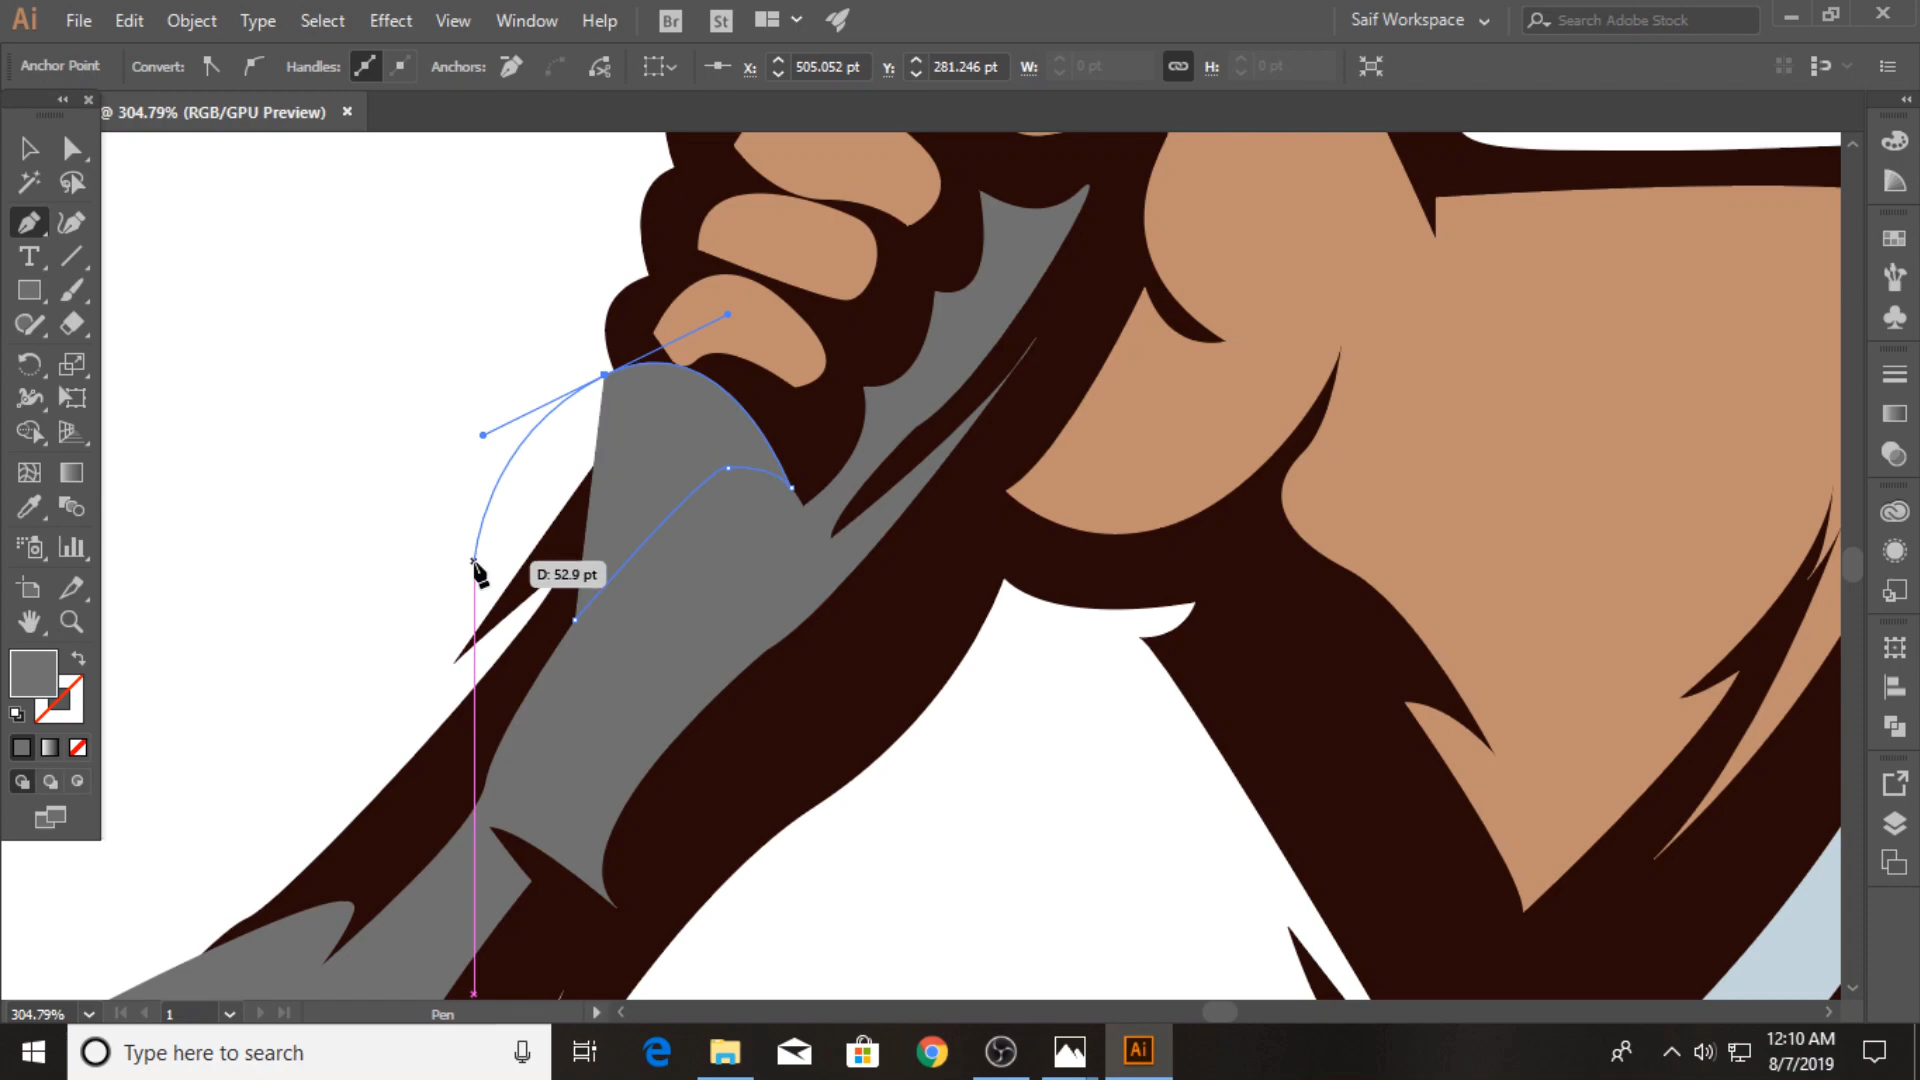 Ai File Edit Object Type Select Effect View Window Help Br St Saif Workspace Search Adobe Stock
Anchor Point Convert: Handles: Anchors: X: 505.052 pt Y: 281.246 pt W: 0 pt H: 0 pt
@ 304.79% (RGB/GPU Preview)
D: 52.9 pt
304.79% 1 Pen
Type here to search
Ai
12:10 AM
8/7/2019